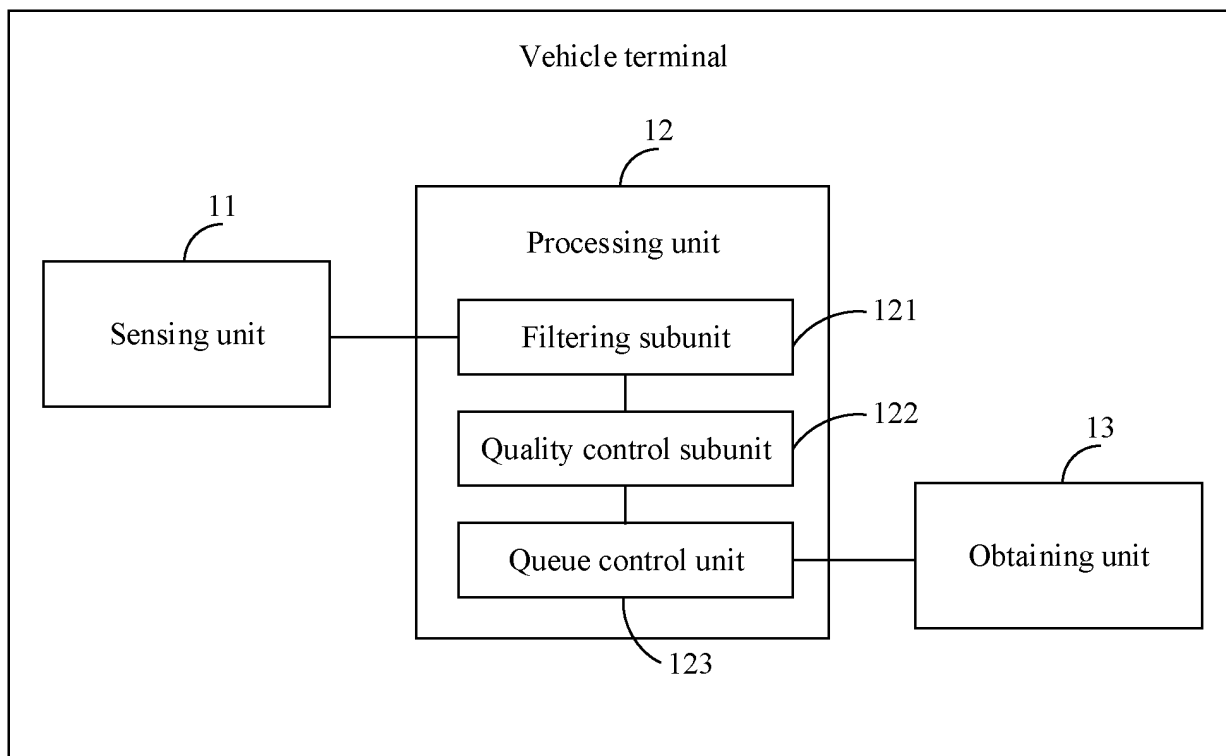 Vehicle terminal
12
11
Processing unit
Sensing unit
Filtering subunit
121
Quality control subunit
122
13
Queue control unit
Obtaining unit
123